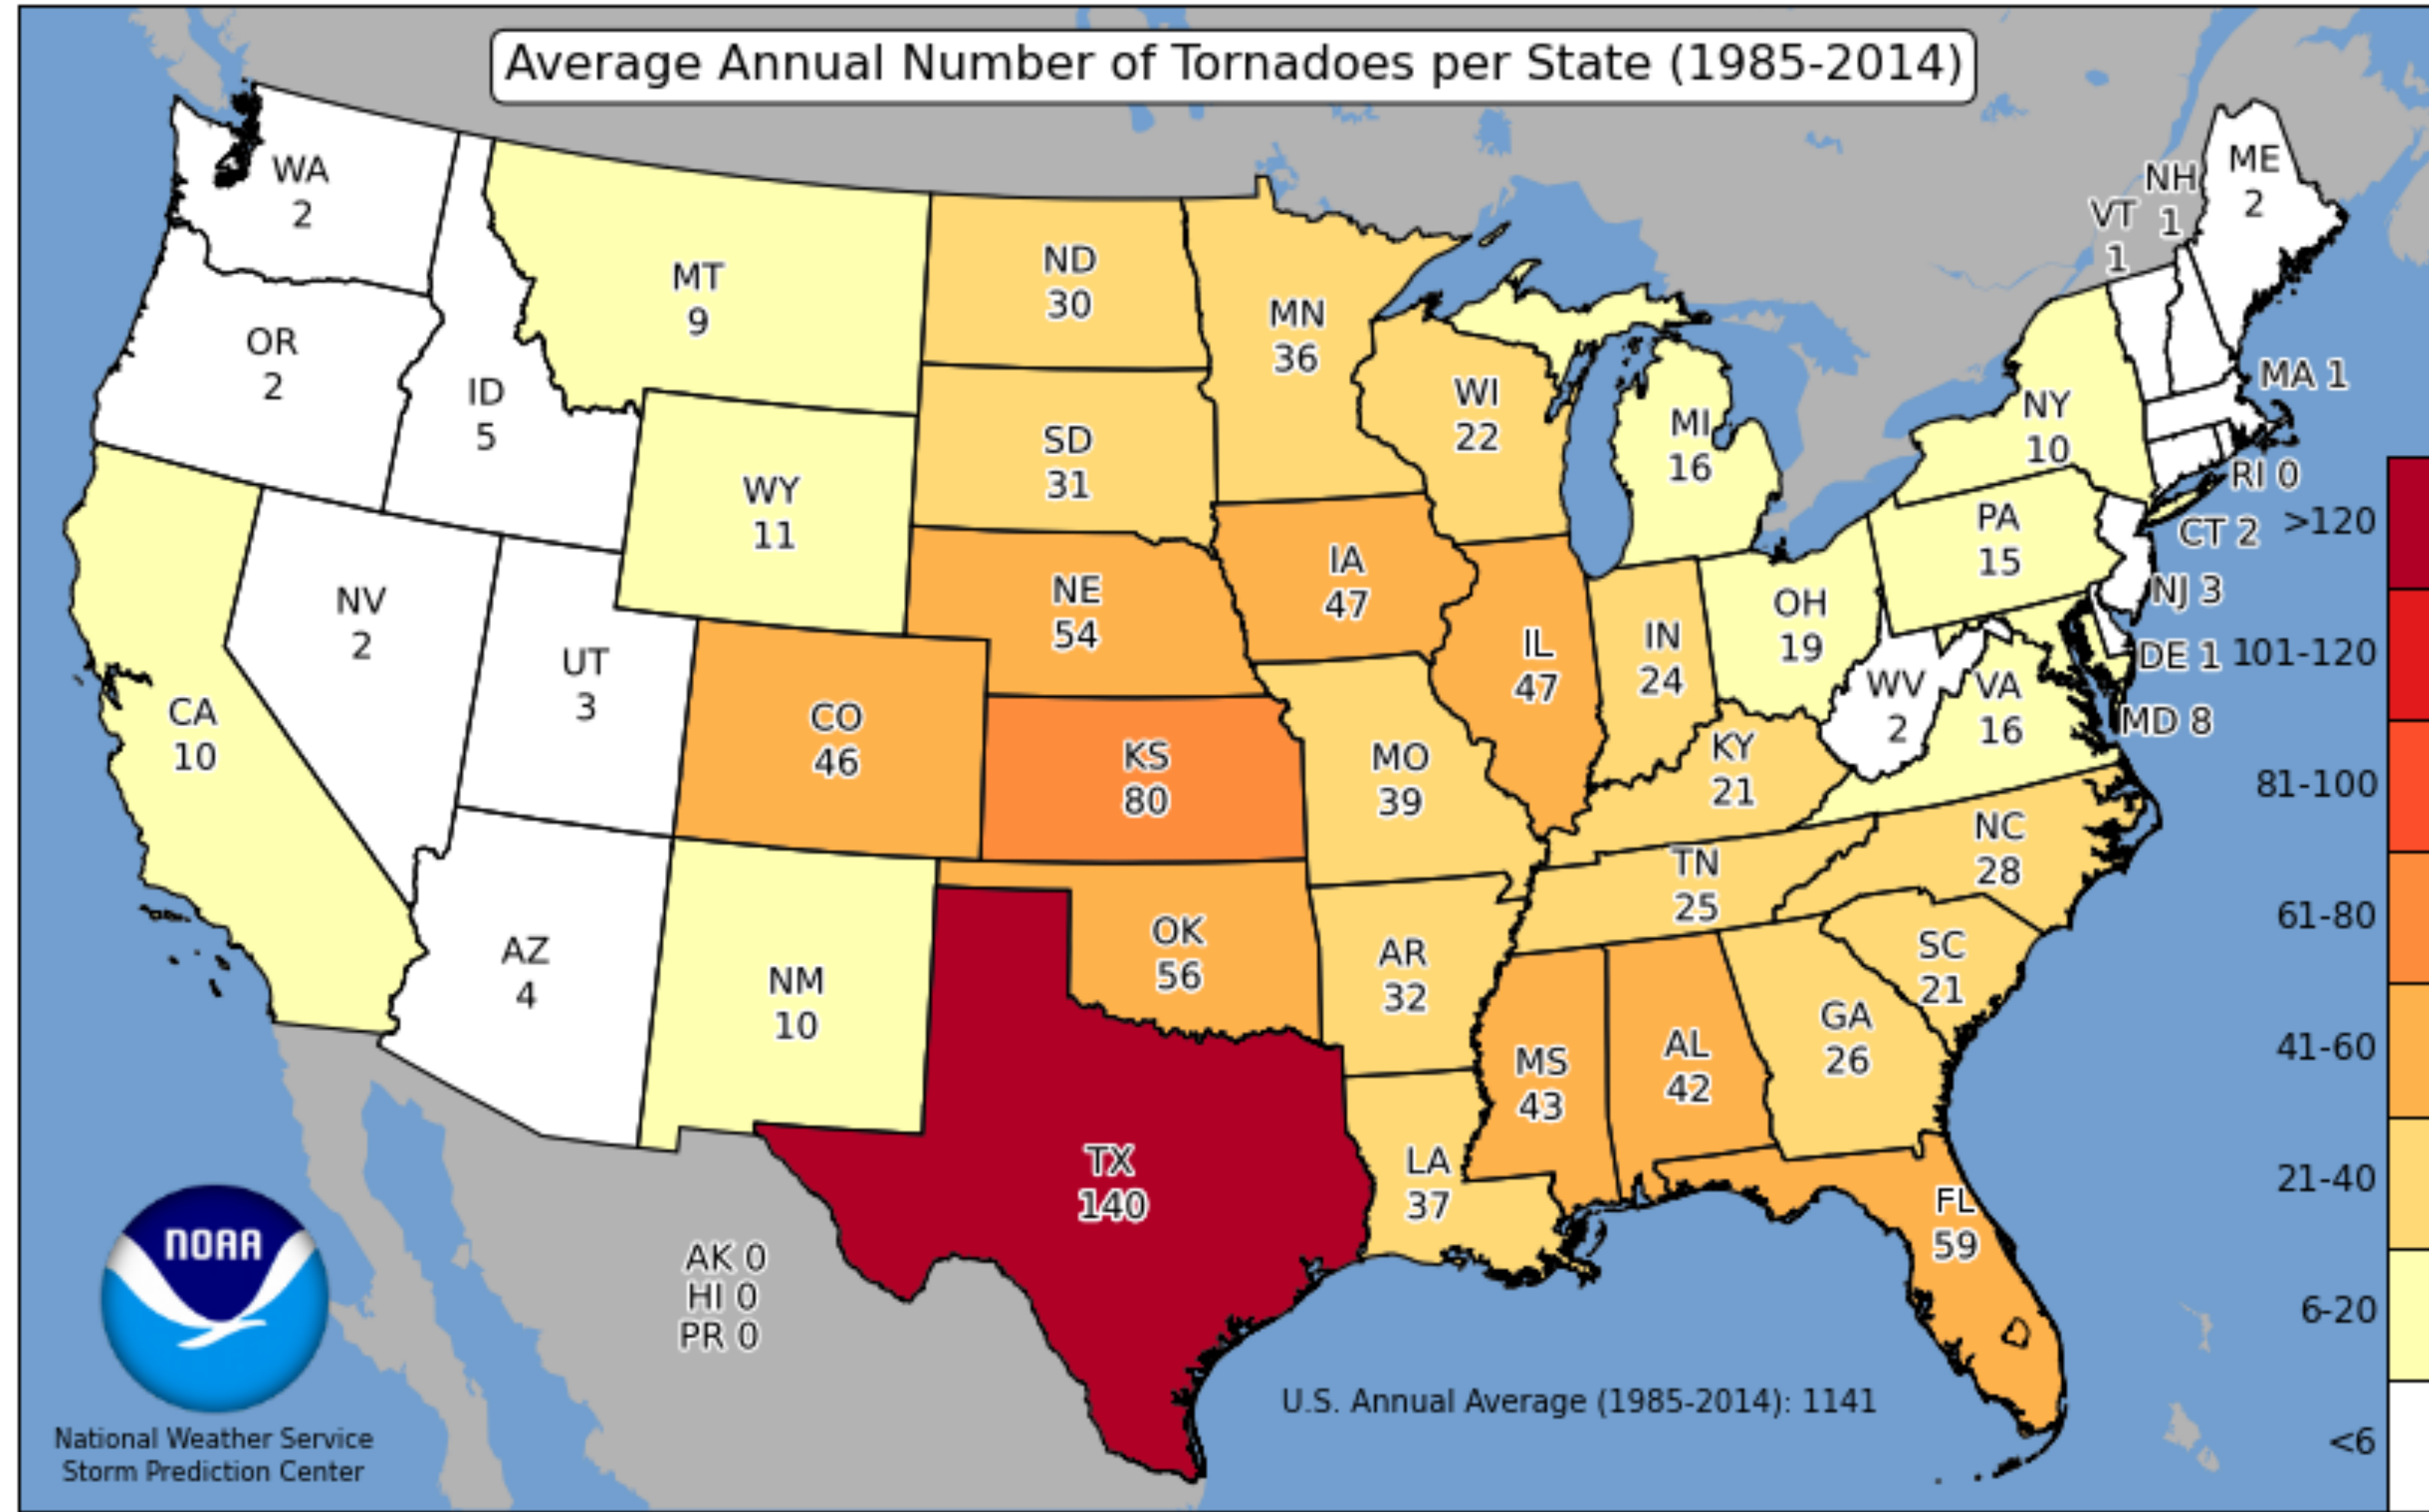 Average Annual Number of Tornadoes per State (1985-2014)
WA
2
OR
2
ID
5
MT
9
ND
30
MN
36
NH
1
VT
1
ME
2
MA 1
RI 0
CT 2
NY
10
WI
22
MI
16
SD
31
WY
11
PA
15
NJ 3
DE 1
MD 8
NE
54
IA
47
IL
47
IN
24
OH
19
WV
2
VA
16
NV
2
UT
3
CO
46
CA
10
KS
80
MO
39
KY
21
NC
28
TN
25
SC
21
AZ
4
NM
10
OK
56
AR
32
MS
43
AL
42
GA
26
TX
140
LA
37
FL
59
AK 0
HI 0
PR 0
>120
101-120
81-100
61-80
41-60
21-40
6-20
<6
U.S. Annual Average (1985-2014): 1141
NOAA
National Weather Service
Storm Prediction Center